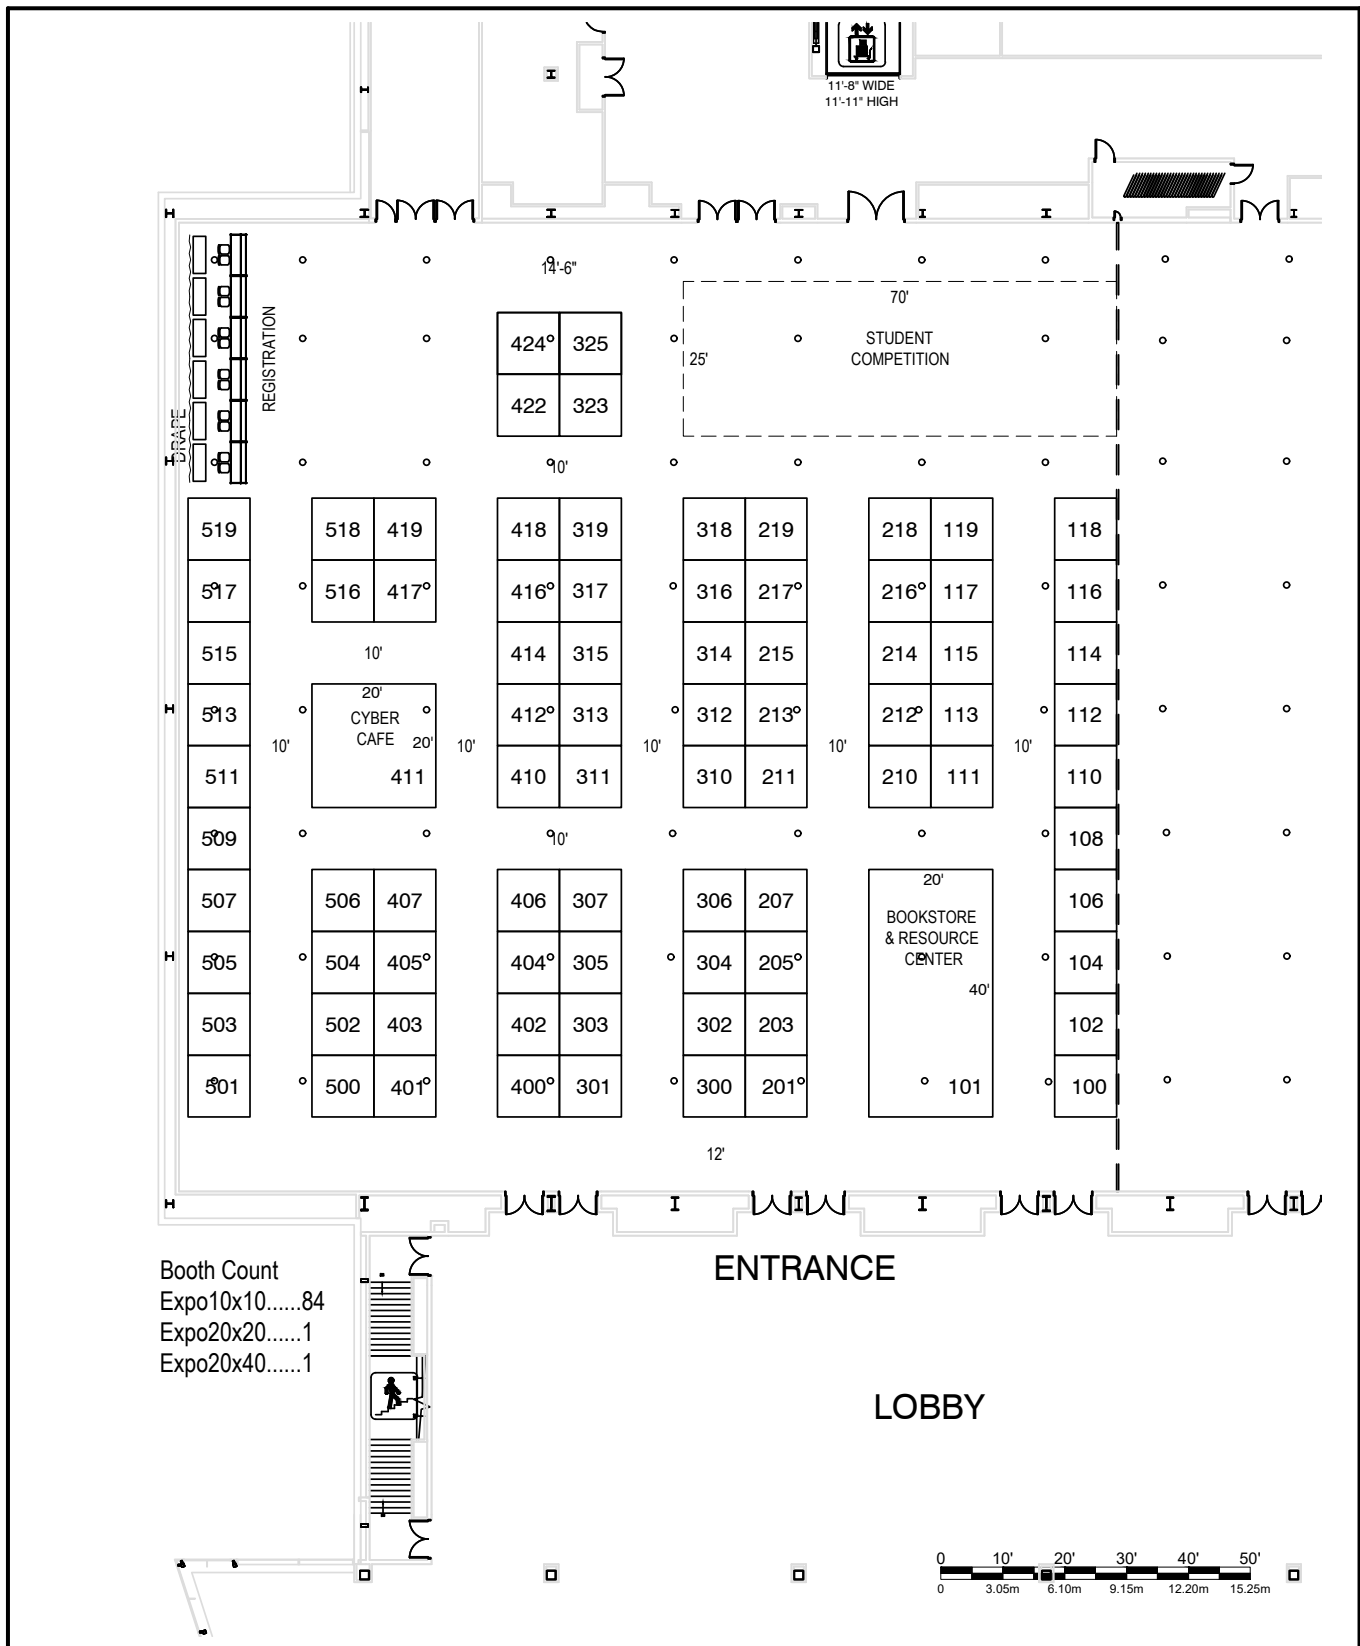 11'-8" WIDE
11'-11" HIGH
14'-6"
70'
STUDENT
COMPETITION
25'
REGISTRATION
DRAPE
424 325
422 323
10'
519 518 419 418 319 318 219 218 119 118
517 516 417 416 317 316 217 216 117 116
515 10' 414 315 314 215 214 115 114
20'
513 CYBER 412 313 312 213 212 113 112
CAFE 20'
10' 10' 10' 10' 10'
511 411 410 311 310 211 210 111 110
509 10' 108
20'
507 506 407 406 307 306 207 106
BOOKSTORE
& RESOURCE
CENTER
505 504 405 404 305 304 205 104
40'
503 502 403 402 303 302 203 102
501 500 401 400 301 300 201 101 100
12'
ENTRANCE
Booth Count
Expo10x10......84
Expo20x20......1
Expo20x40......1
LOBBY
0 10' 20' 30' 40' 50'
0 3.05m 6.10m 9.15m 12.20m 15.25m